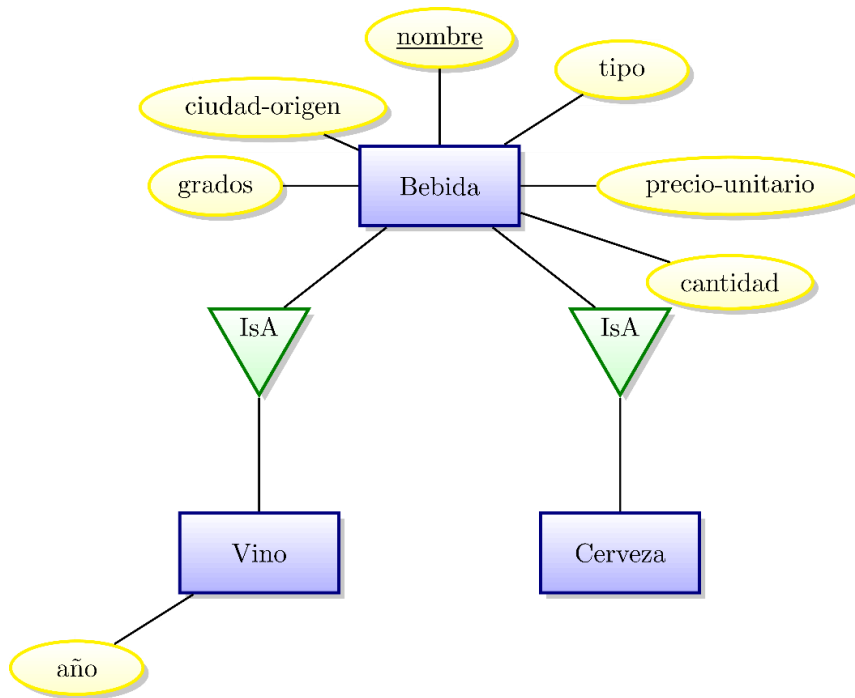 nombre
tipo
ciudad-origen
grados
Bebida
precio-unitario
cantidad
IsA
IsA
Vino
Cerveza
año